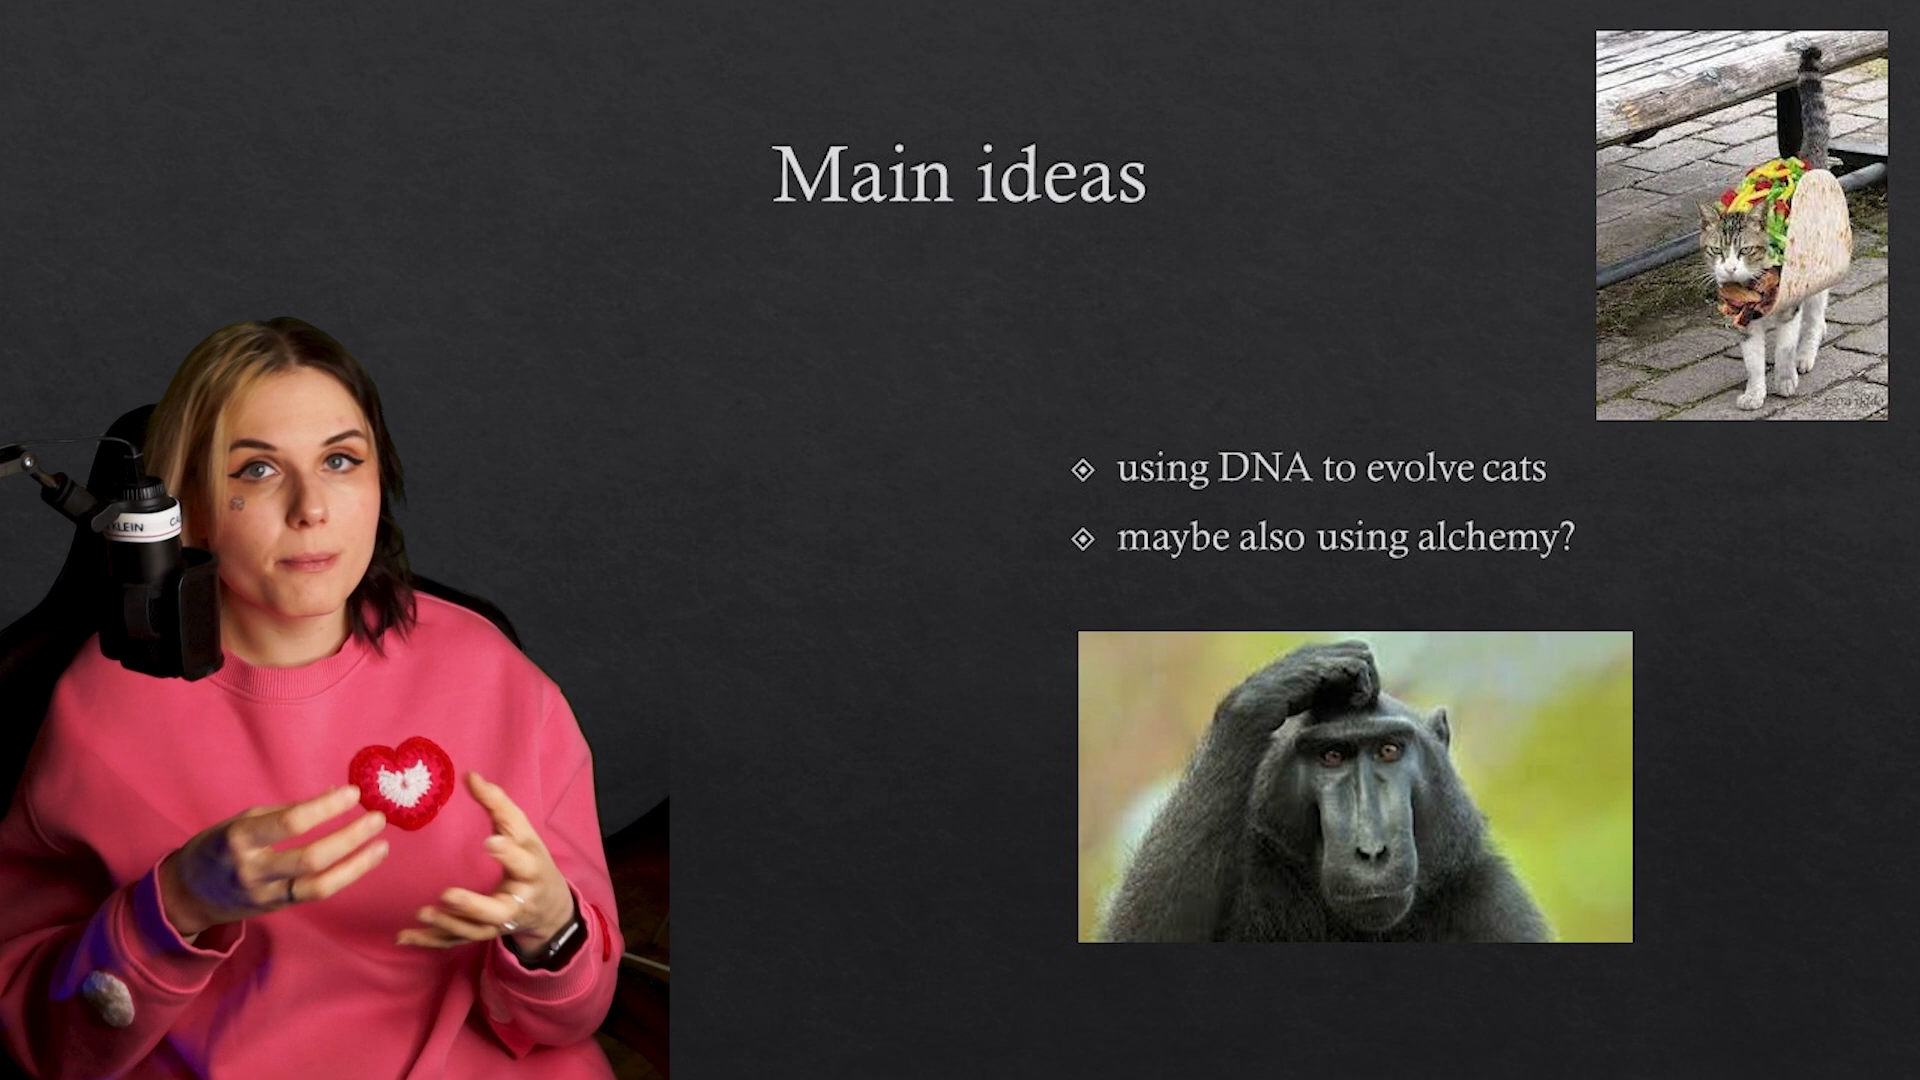 Main ideas
using DNA to evolve cats
maybe also using alchemy?
KLEIN